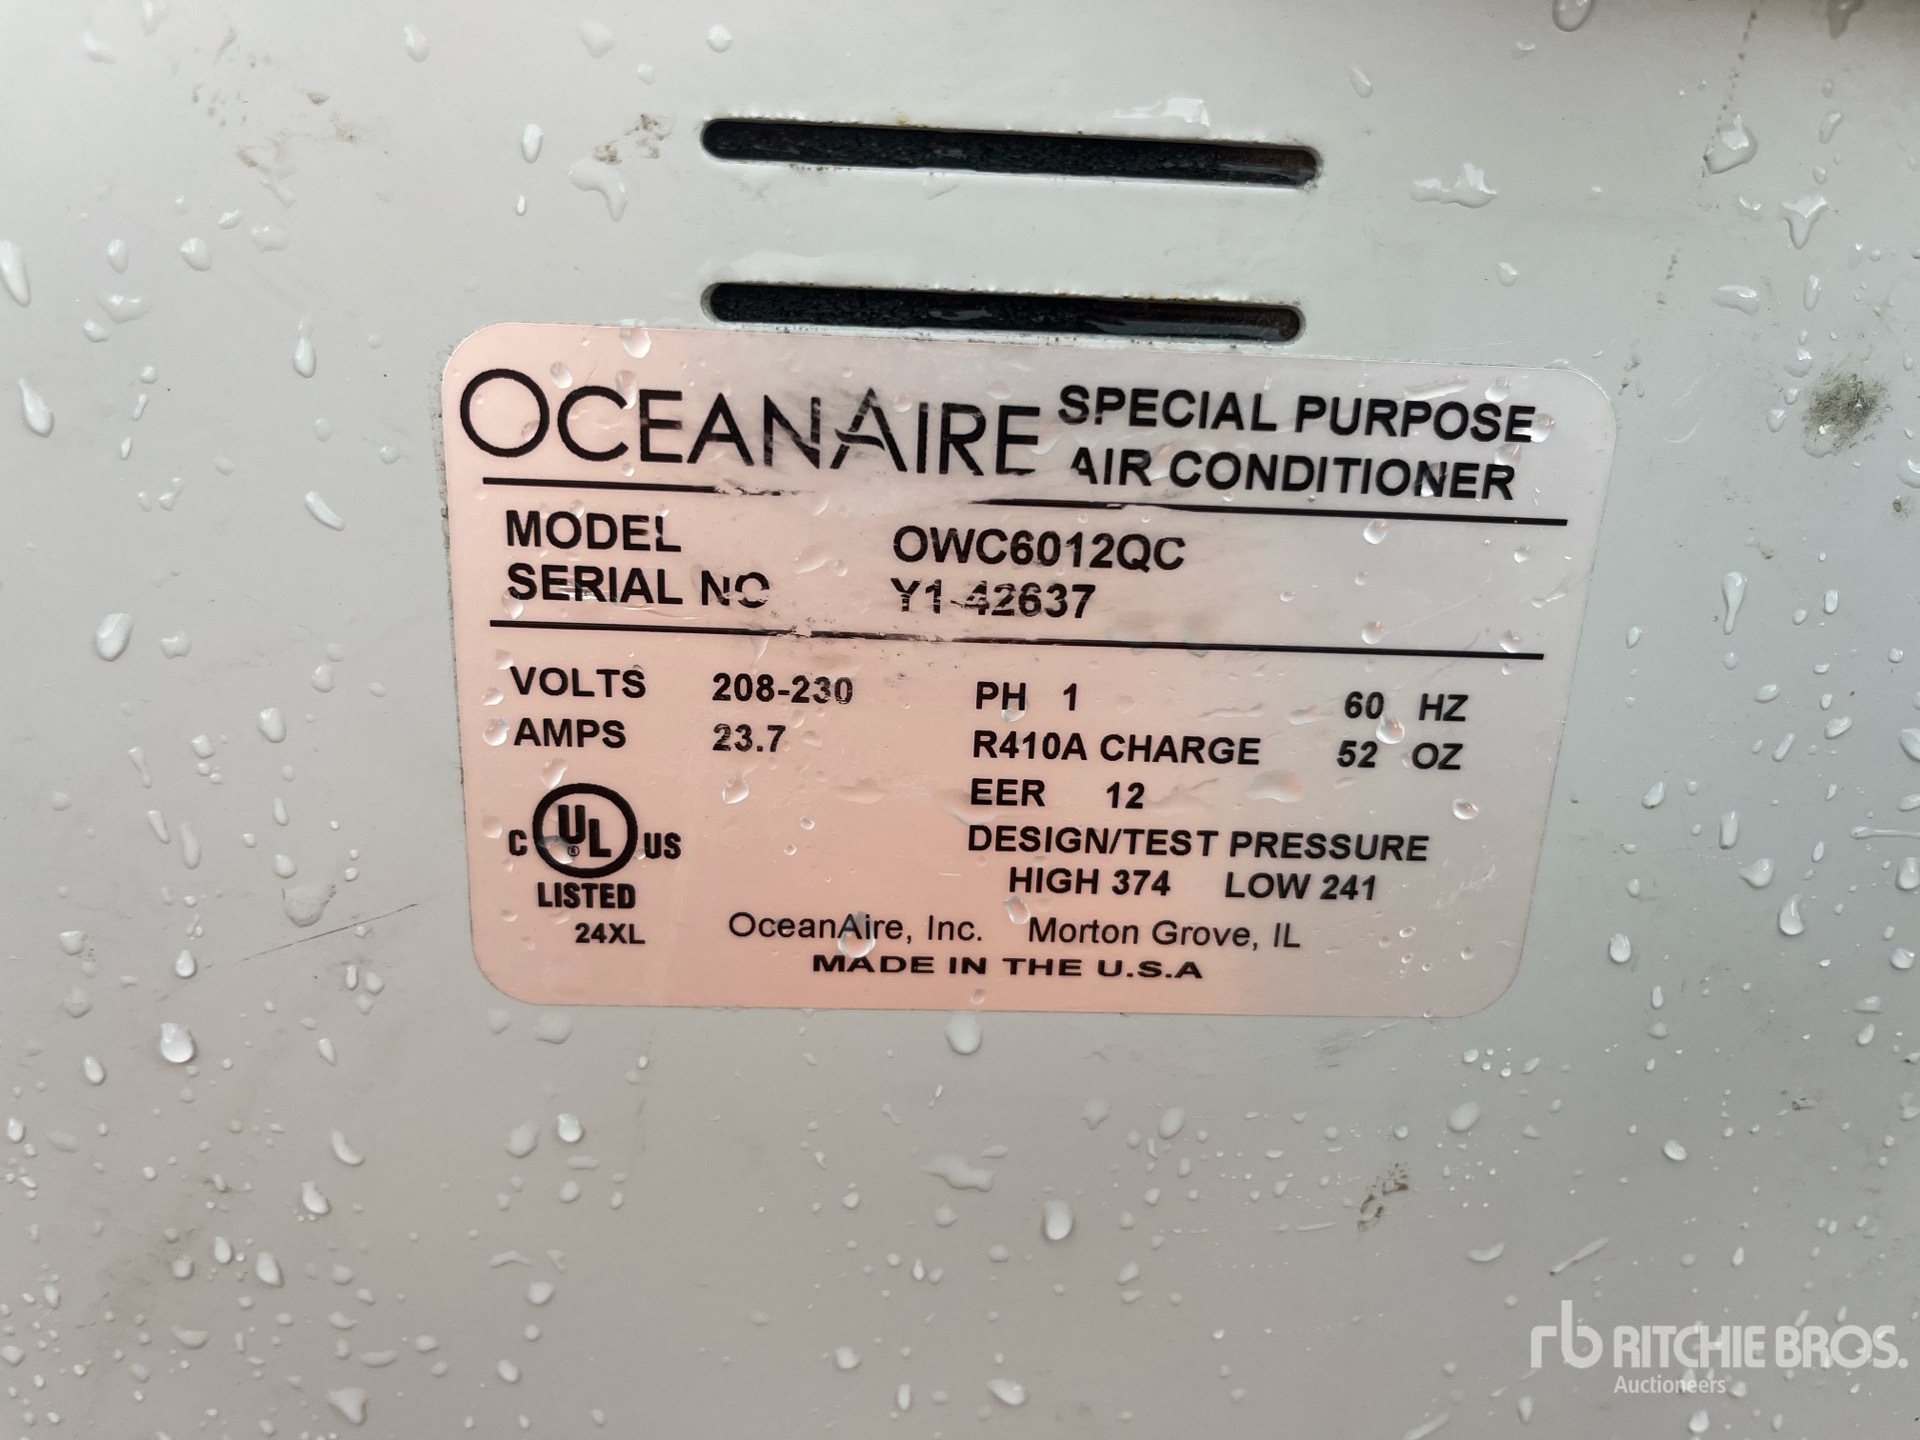 OCEANAIRE SPECIAL PURPOSE AIR CONDITIONER
MODEL OWC6012QC
SERIAL NO Y1-42637
VOLTS 208-230 PH 1 60 HZ
AMPS 23.7 R410A CHARGE 52 OZ
EER 12
DESIGN/TEST PRESSURE
HIGH 374 LOW 241
C UL® US
LISTED
24XL
OceanAire, Inc. Morton Grove, IL
MADE IN THE U.S.A
rb RITCHIE BROS.
Auctioneers